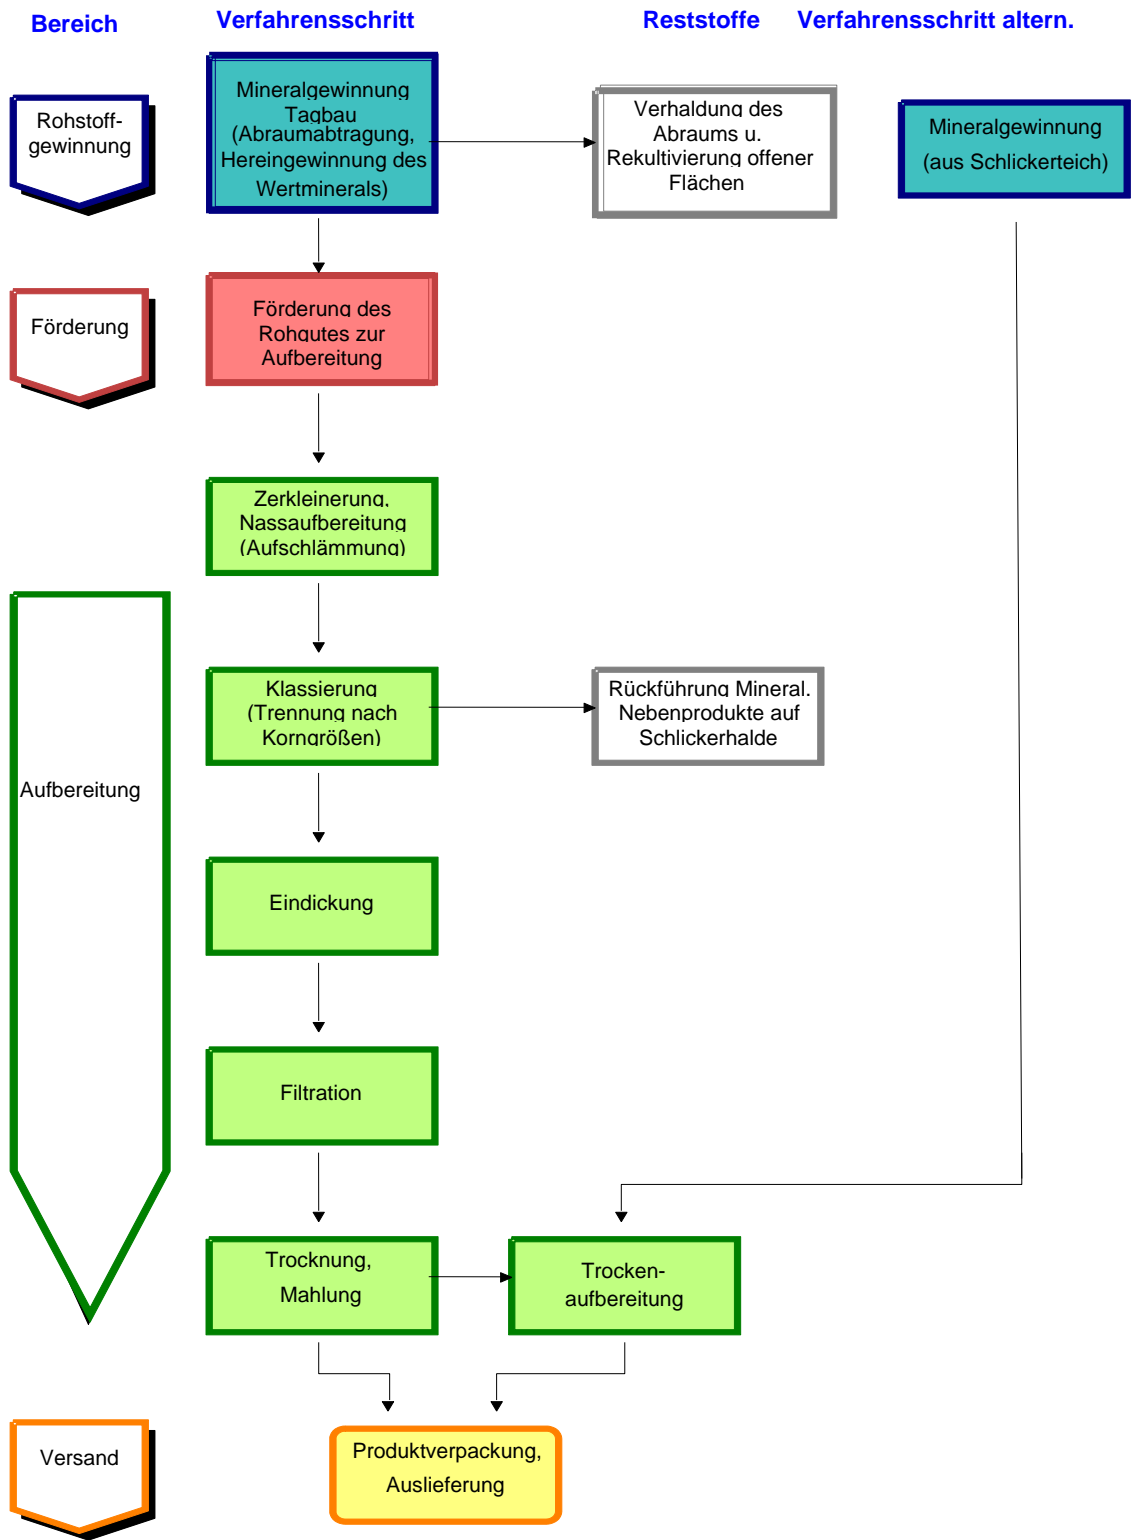 Bereich
Verfahrensschritt
Reststoffe
Verfahrensschritt altern.
Rohstoff-
gewinnung
Mineralgewinnung
Tagbau
(Abraumabtragung,
Hereingewinnung des
Wertminerals)
Verhaldung des
Abraums u.
Rekultivierung offener
Flächen
Mineralgewinnung
(aus Schlickerteich)
Förderung
Förderung des
Rohgutes zur
Aufbereitung
Zerkleinerung,
Nassaufbereitung
(Aufschlämmung)
Klassierung
(Trennung nach
Korngrößen)
Rückführung Mineral.
Nebenprodukte auf
Schlickerhalde
Aufbereitung
Eindickung
Filtration
Trocknung,
Mahlung
Trocken-
aufbereitung
Versand
Produktverpackung,
Auslieferung